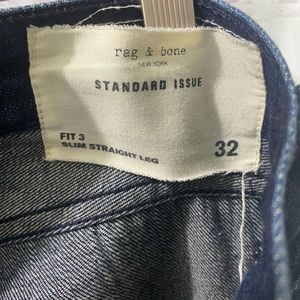 rag & bone
NEW YORK
STANDARD ISSUE
FIT 3
SLIM STRAIGHT LEG
32